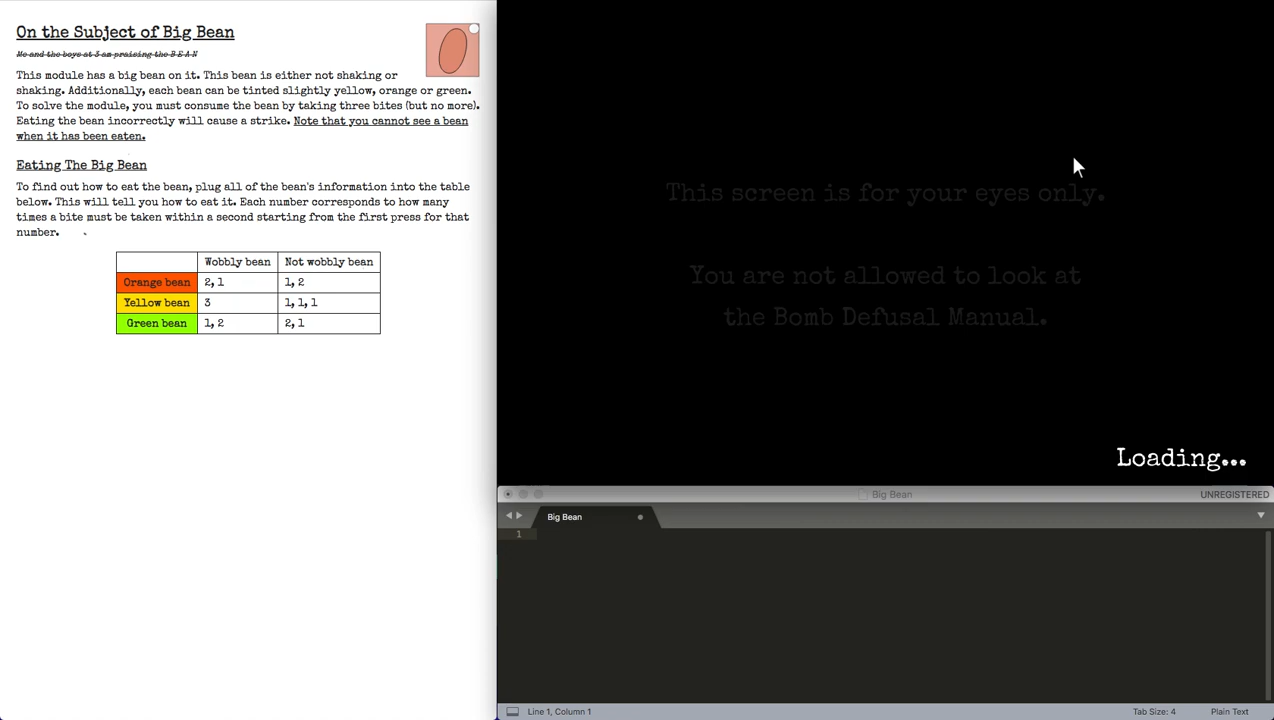 On the Subject of Big Bean
Me and the boys at 3 am praising the B E A N
This module has a big bean on it. This bean is either not shaking or
shaking. Additionally, each bean can be tinted slightly yellow, orange or green.
To solve the module, you must consume the bean by taking three bites (but no more).
Eating the bean incorrectly will cause a strike. Note that you cannot see a bean
when it has been eaten.
Eating The Big Bean
To find out how to eat the bean, plug all of the bean's information into the table
below. This will tell you how to eat it. Each number corresponds to how many
times a bite must be taken within a second starting from the first press for that
number.
Wobbly bean Not wobbly bean
Orange bean 2, 1 1, 2
Yellow bean 3 1, 1, 1
Green bean 1, 2 2, 1
This screen is for your eyes only.
You are not allowed to look at
the Bomb Defusal Manual.
Loading...
Big Bean UNREGISTERED
Big Bean
1
Line 1, Column 1 Tab Size: 4 Plain Text